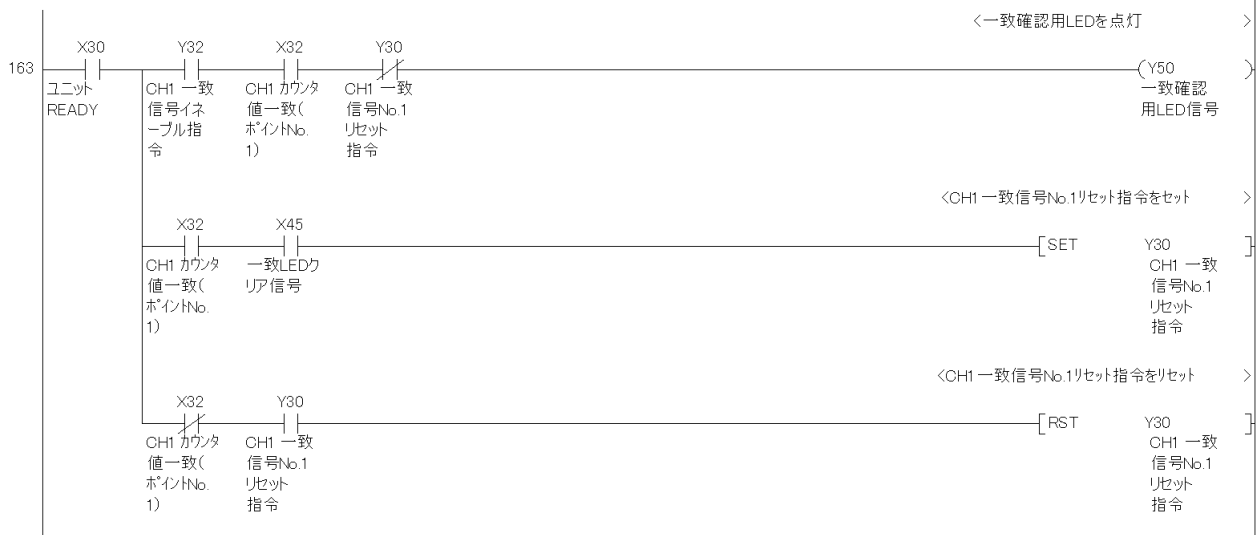 <一致確認用LEDを点灯 >
X30 Y32 X32 Y30
163 (Y50 )
ユニット CH1 一致 CH1 カウンタ CH1 一致 一致確認
READY 信号イネ 値一致( 信号No.1 用LED信号
ーブル指 ポイントNo. リセット
令 1) 指令
<CH1 一致信号No.1リセット指令をセット >
X32 X45
[SET Y30 ]
CH1 カウンタ 一致LEDク CH1 一致
値一致( リア信号 信号No.1
ポイントNo. リセット
1) 指令
<CH1 一致信号No.1リセット指令をリセット >
X32 Y30
[RST Y30 ]
CH1 カウンタ CH1 一致 CH1 一致
値一致( 信号No.1 信号No.1
ポイントNo. リセット リセット
1) 指令 指令